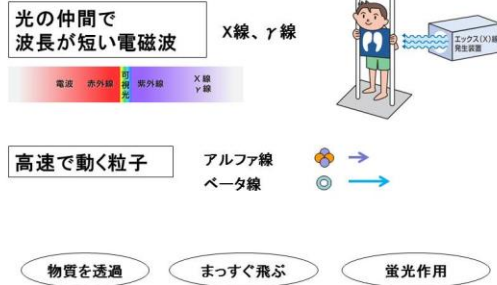 光の仲間で
波長が短い電磁波
X線、γ線
エックス(X)線
発生装置
電波 赤外線 可視光 紫外線 X線
γ線
高速で動く粒子
アルファ線
ベータ線
物質を透過 まっすぐ飛ぶ 蛍光作用